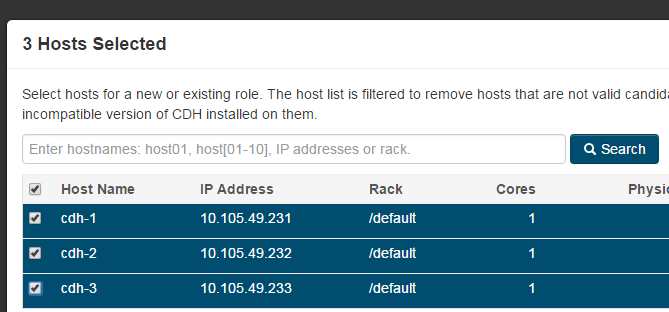 3 Hosts Selected
Select hosts for a new or existing role. The host list is filtered to remove hosts that are not valid
incompatible version of CDH installed on them.
Enter hostnames: host01, host[01-10], IP addresses or rack.
Search
Host Name IP Address Rack Cores
cdh-1 10.105.49.231 /default 1
cdh-2 10.105.49.232 /default 1
cdh-3 10.105.49.233 /default 1